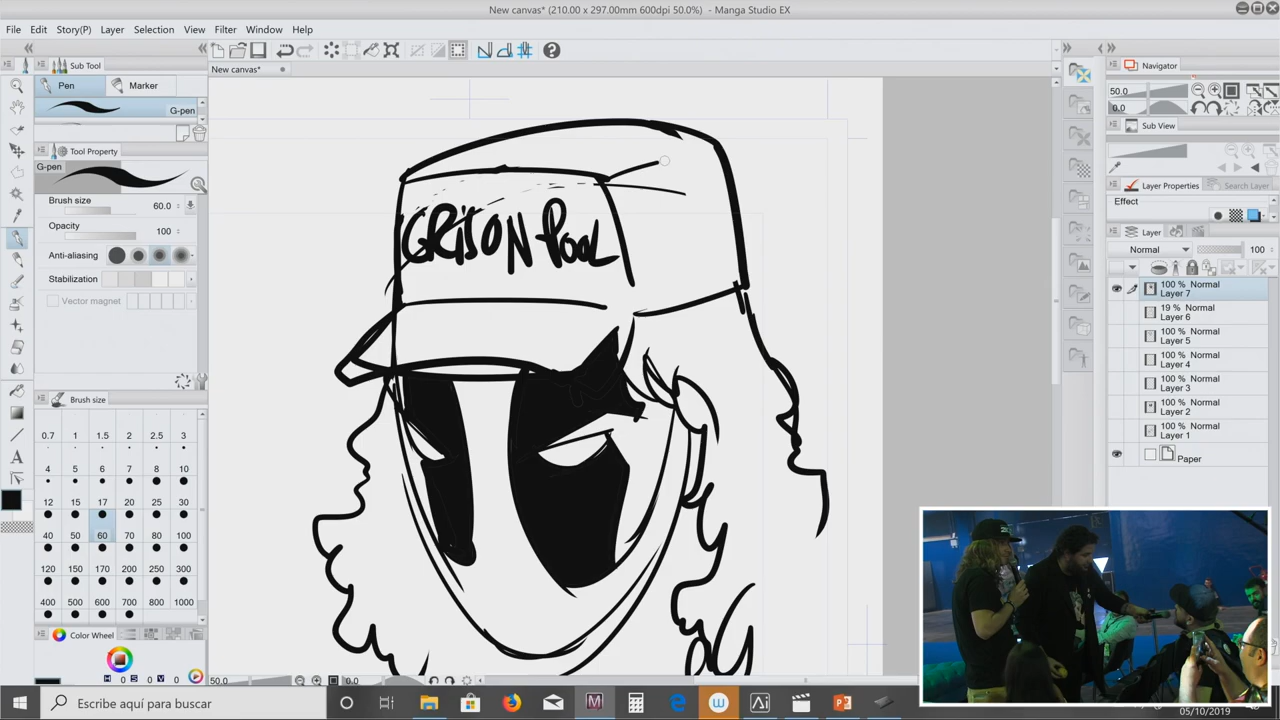 New canvas* (210.00 x 297.00mm 600dpi 50.0%) - Manga Studio EX
File Edit Story(P) Layer Selection View Filter Window Help
New canvas*
Sub Tool
Pen Marker
G-pen
Tool Property
G-pen
Brush size 60.0
Opacity 100
Anti-aliasing
Stabilization
Vector magnet
Brush size
0.7 1 1.5 2 2.5 3
4 5 6 7 8 10
12 15 17 20 25 30
40 50 60 70 80 100
120 150 170 200 250 300
400 500 600 700 800 1000
Color Wheel
H 0 S 0 V 0
GRISON POOL
50.0 0.0
Navigator
50.0
0.0
Sub View
Layer Properties Search Layer
Effect
Layer
Normal 100
100 % Normal
Layer 7
19 % Normal
Layer 6
100 % Normal
Layer 5
100 % Normal
Layer 4
100 % Normal
Layer 3
100 % Normal
Layer 2
100 % Normal
Layer 1
Paper
Escribe aquí para buscar
05/10/2019